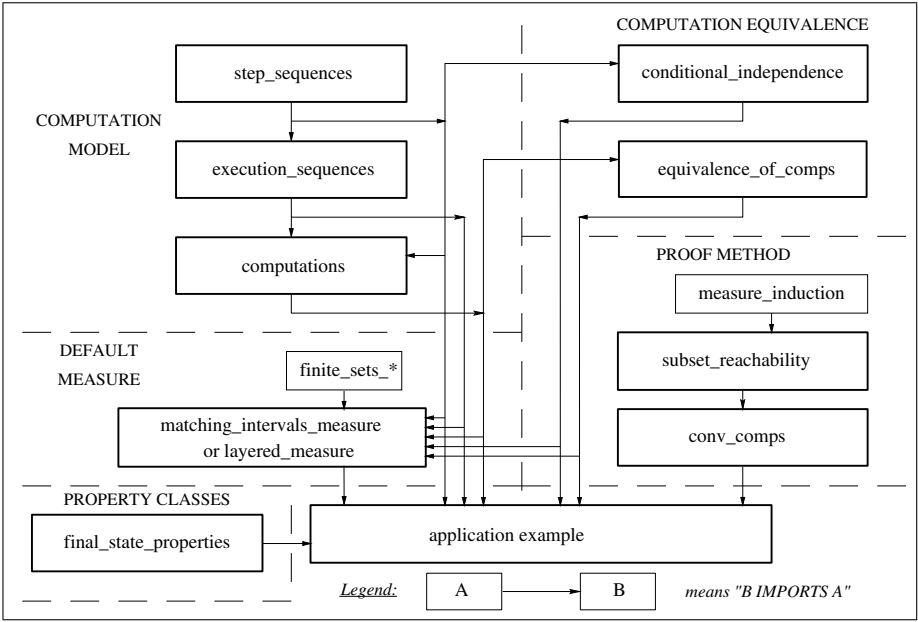 COMPUTATION EQUIVALENCE
step_sequences
conditional_independence
COMPUTATION
MODEL
execution_sequences
equivalence_of_comps
computations
PROOF METHOD
measure_induction
DEFAULT
MEASURE
finite_sets_*
subset_reachability
matching_intervals_measure
or layered_measure
conv_comps
PROPERTY CLASSES
final_state_properties
application example
Legend:
A
B
means "B IMPORTS A"